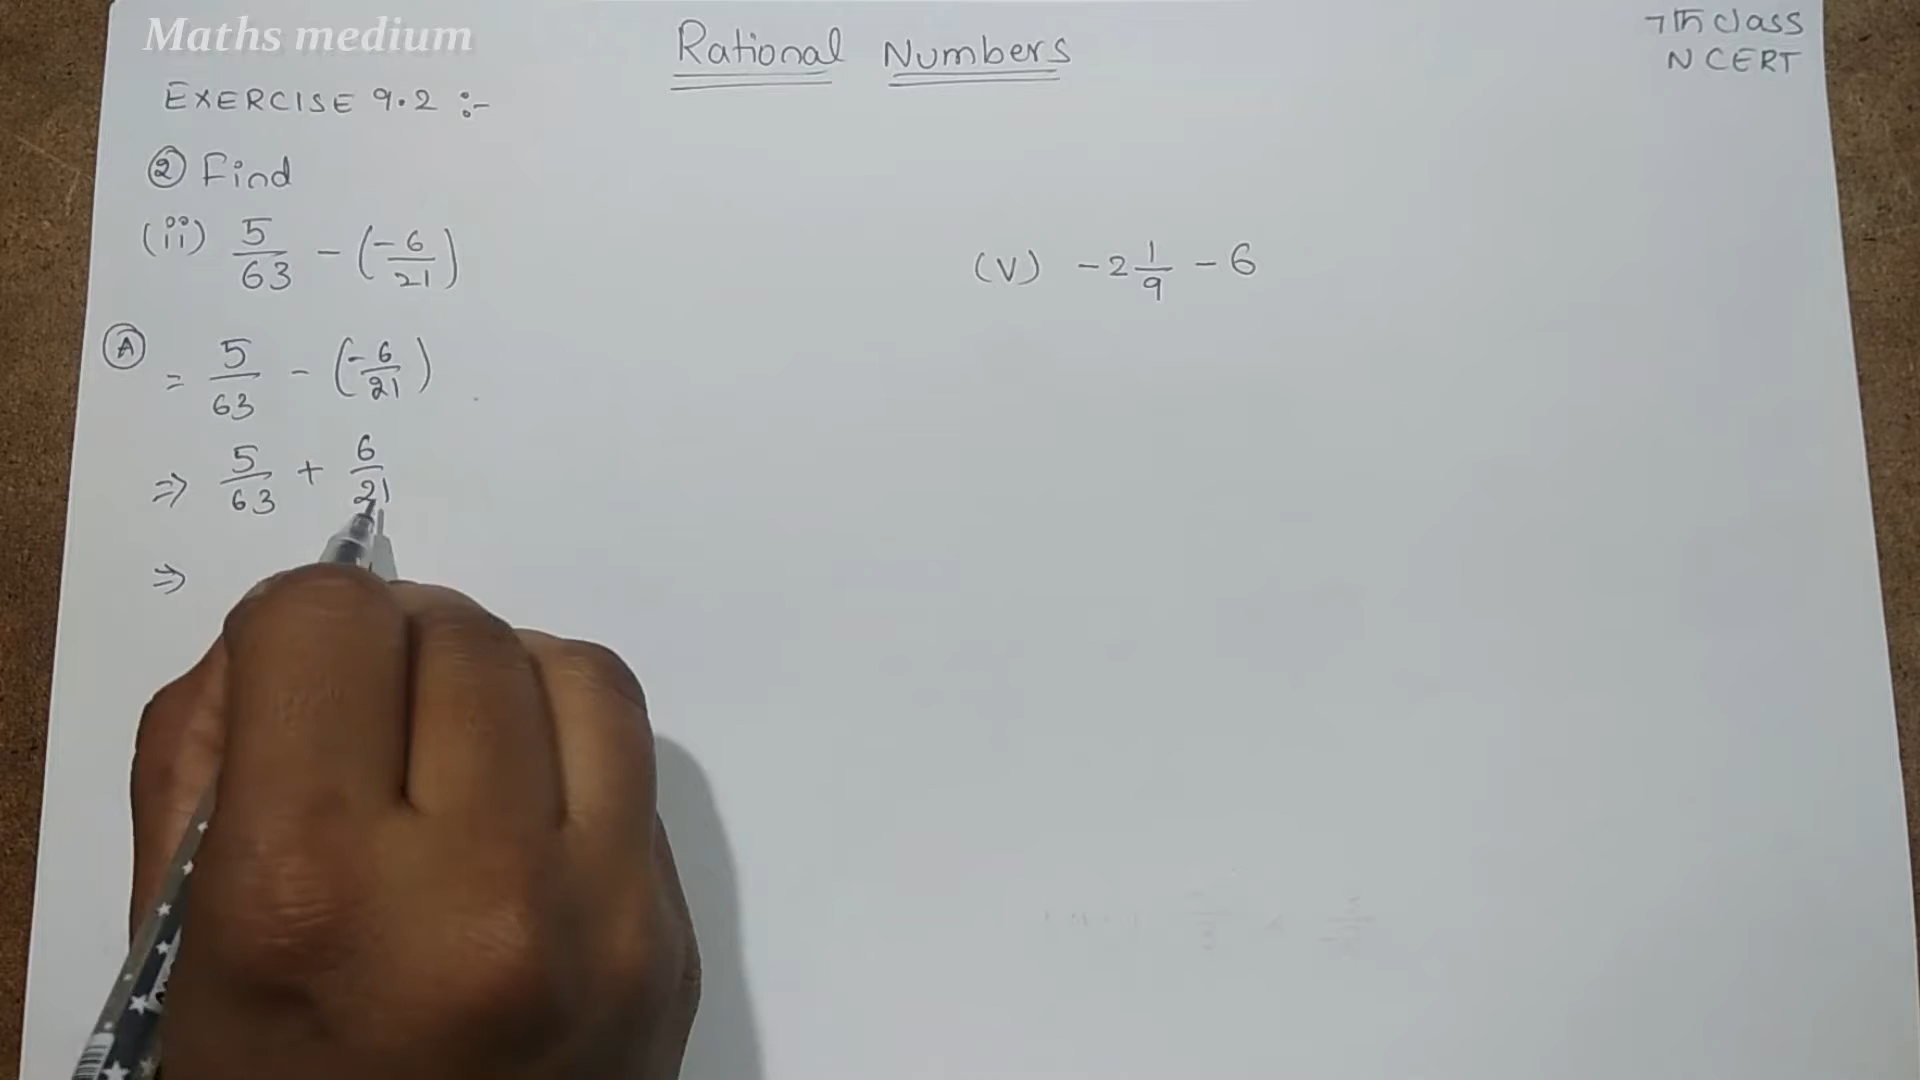 Maths medium
Rational Numbers
7th class
NCERT
EXERCISE 9.2 :-
② Find
(ii) 5/63 - (-6/21)
(V) -2 1/9 - 6
Ⓐ = 5/63 - (-6/21)
⇒ 5/63 + 6/21
⇒